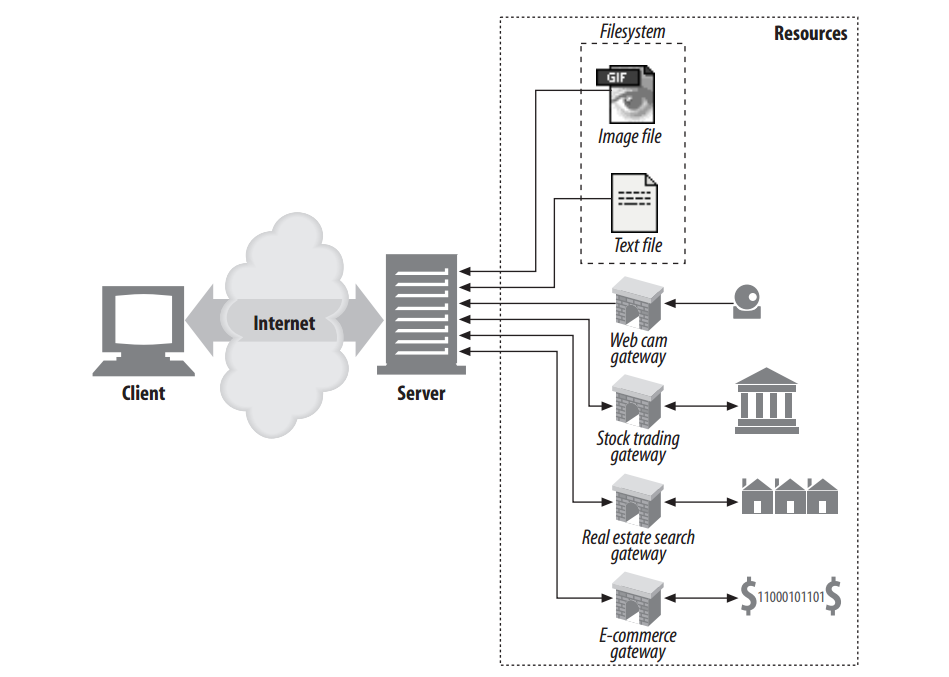 Filesystem
Resources
GIF
Image file
Text file
Internet
Client
Server
Web cam
gateway
Stock trading
gateway
Real estate search
gateway
$11000101101$
E-commerce
gateway